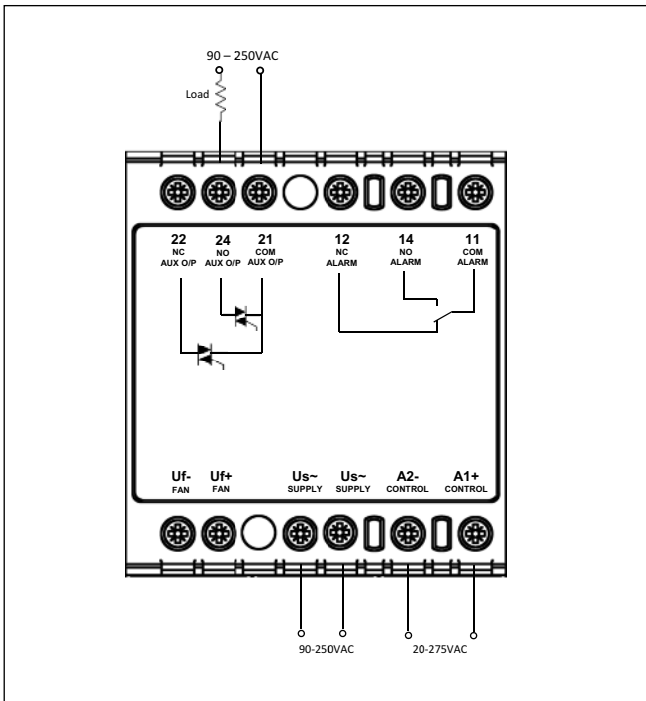 90 – 250VAC
Load
22 24 21 12 14 11
NC NO COM NC NO COM
AUX O/P AUX O/P AUX O/P ALARM ALARM ALARM
Uf- Uf+ Us~ Us~ A2- A1+
FAN FAN SUPPLY SUPPLY CONTROL CONTROL
90-250VAC 20-275VAC